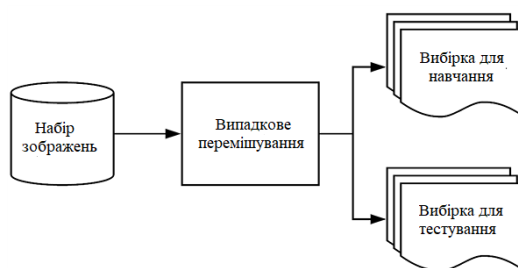 Набір
зображень
Випадкове
перемішування
Вибірка для
навчання
Вибірка для
тестування